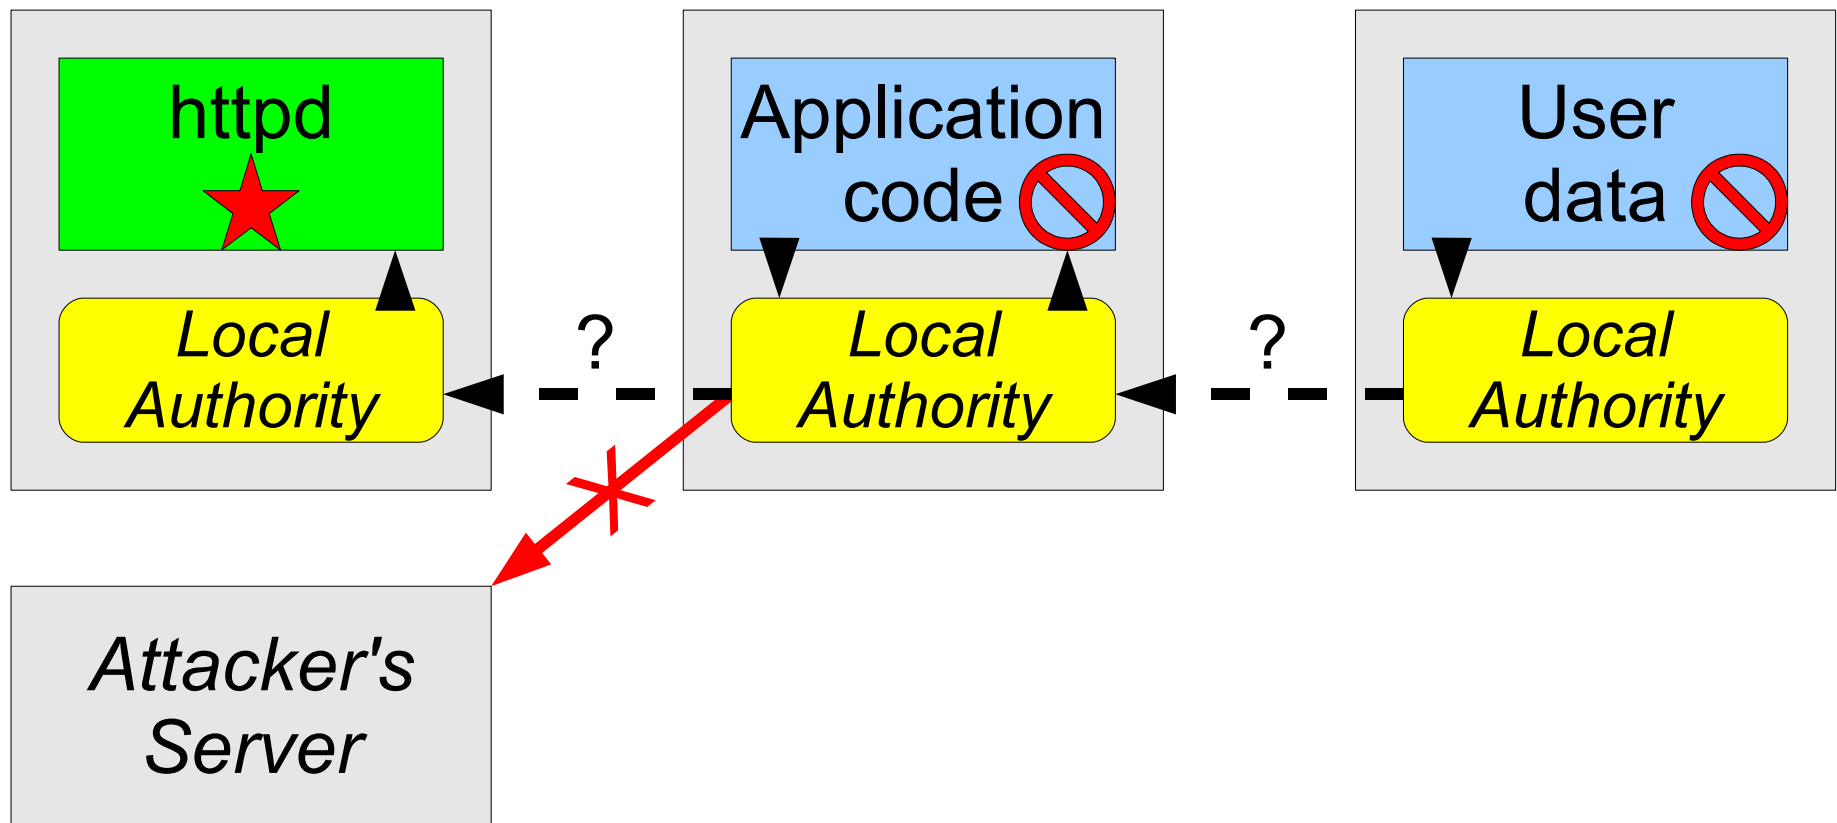 httpd
Application
code
User
data
Local
Authority
?
Local
Authority
?
Local
Authority
Attacker's
Server